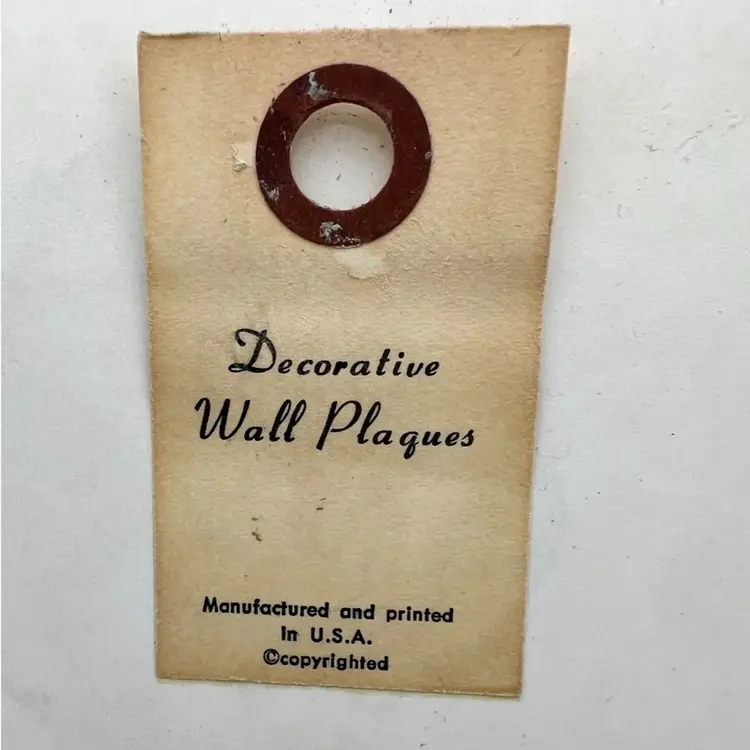 Decorative
Wall Plaques
Manufactured and printed
In U.S.A.
©copyrighted